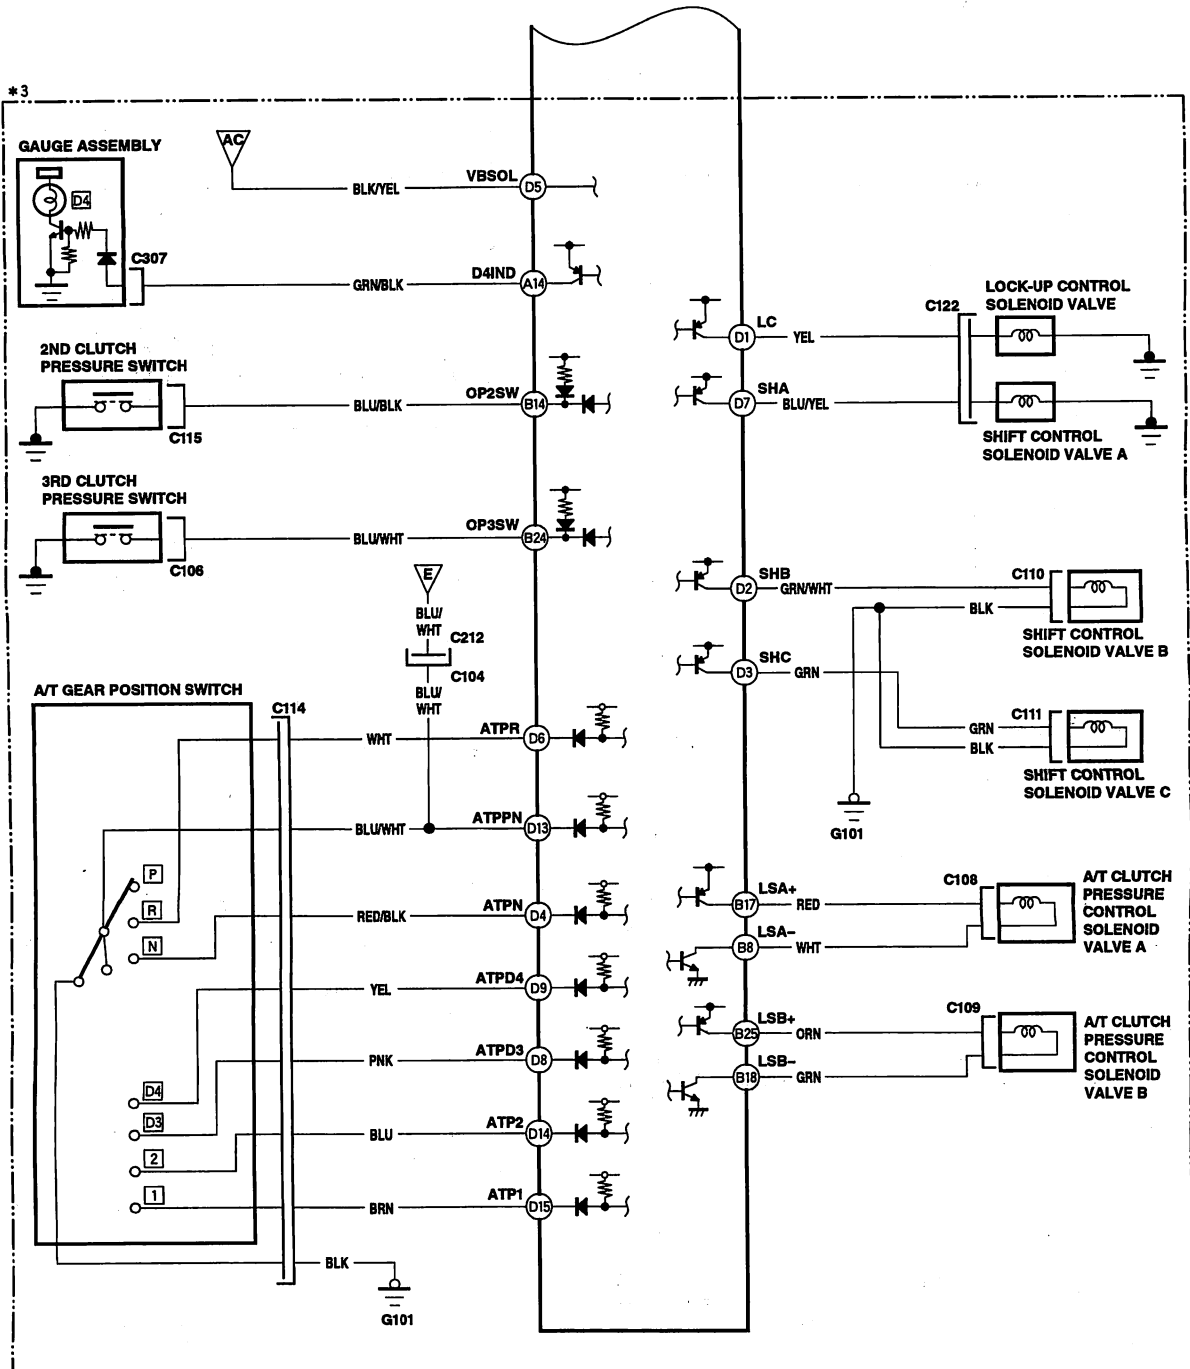 *3
GAUGE ASSEMBLY
D4
C307
AC
BLK/YEL
VBSOL
D5
GRN/BLK
D4IND
A14
2ND CLUTCH
PRESSURE SWITCH
C115
BLU/BLK
OP2SW
B14
3RD CLUTCH
PRESSURE SWITCH
C106
BLU/WHT
OP3SW
B24
E
BLU/
WHT
C212
C104
BLU/
WHT
A/T GEAR POSITION SWITCH
C114
WHT
ATPR
D6
BLU/WHT
ATPPN
D13
P
R
N
RED/BLK
ATPN
D4
YEL
ATPD4
D9
PNK
ATPD3
D8
D4
D3
2
1
BLU
ATP2
D14
BRN
ATP1
D15
BLK
G101
LC
D1
YEL
C122
LOCK-UP CONTROL
SOLENOID VALVE
SHA
D7
BLU/YEL
SHIFT CONTROL
SOLENOID VALVE A
SHB
D2
GRN/WHT
C110
BLK
SHIFT CONTROL
SOLENOID VALVE B
SHC
D3
GRN
C111
GRN
BLK
SHIFT CONTROL
SOLENOID VALVE C
G101
LSA+
B17
RED
C108
LSA–
B8
WHT
A/T CLUTCH
PRESSURE
CONTROL
SOLENOID
VALVE A
LSB+
B25
ORN
C109
LSB–
B18
GRN
A/T CLUTCH
PRESSURE
CONTROL
SOLENOID
VALVE B